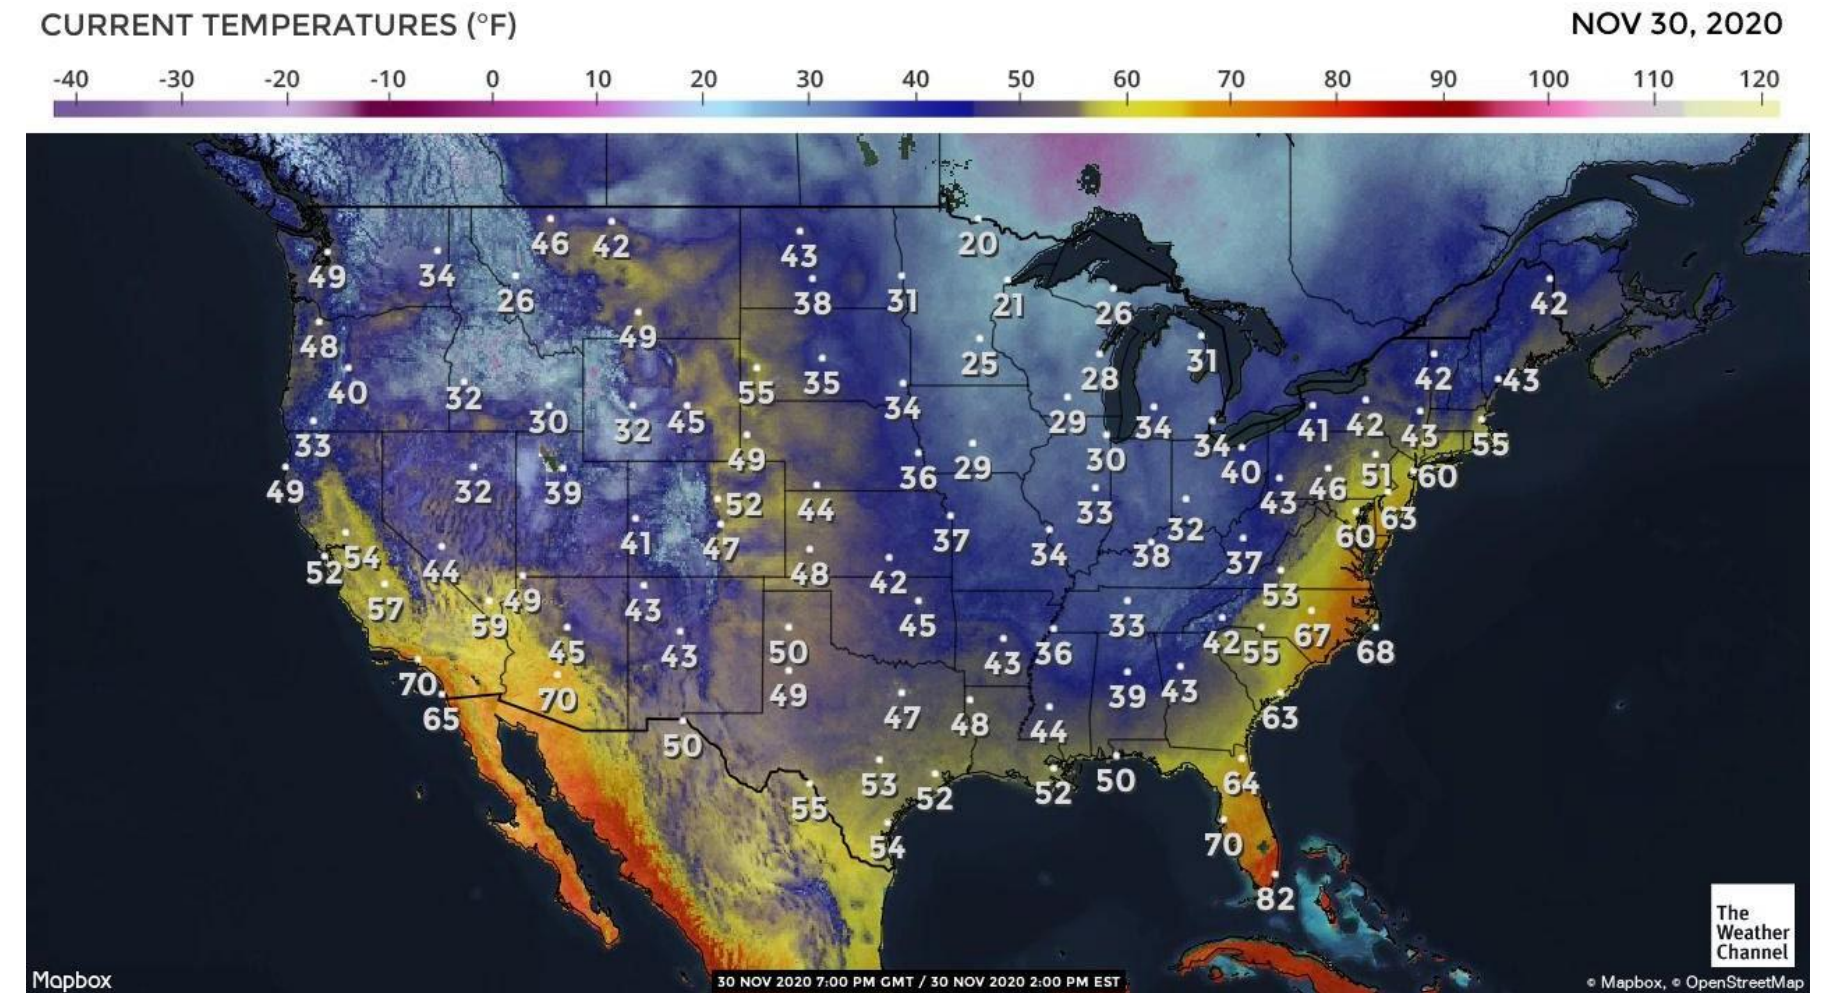 CURRENT TEMPERATURES (°F)
NOV 30, 2020
-40 -30 -20 -10 0 10 20 30 40 50 60 70 80 90 100 110 120
46 42 43 20
49 34 26 38 31 21 26 42
48 49 25 28 31
40 32 30 32 45 55 35 34 29 34 42 43
33 49 36 29 30 34 40 41 42 43 55
49 32 39 52 44 33 32 43 46 51 60
54 41 47 37 34 38 37 60 63
52 44 48 42
57 59 49 43 45 33 53
45 43 50 43 36 42 55 67 68
70 70 49 39 43
65 50 47 48 44 63
55 53 52 52 50 64
54 70
82
The
Weather
Channel
Mapbox
30 NOV 2020 7:00 PM GMT / 30 NOV 2020 2:00 PM EST
© Mapbox, © OpenStreetMap